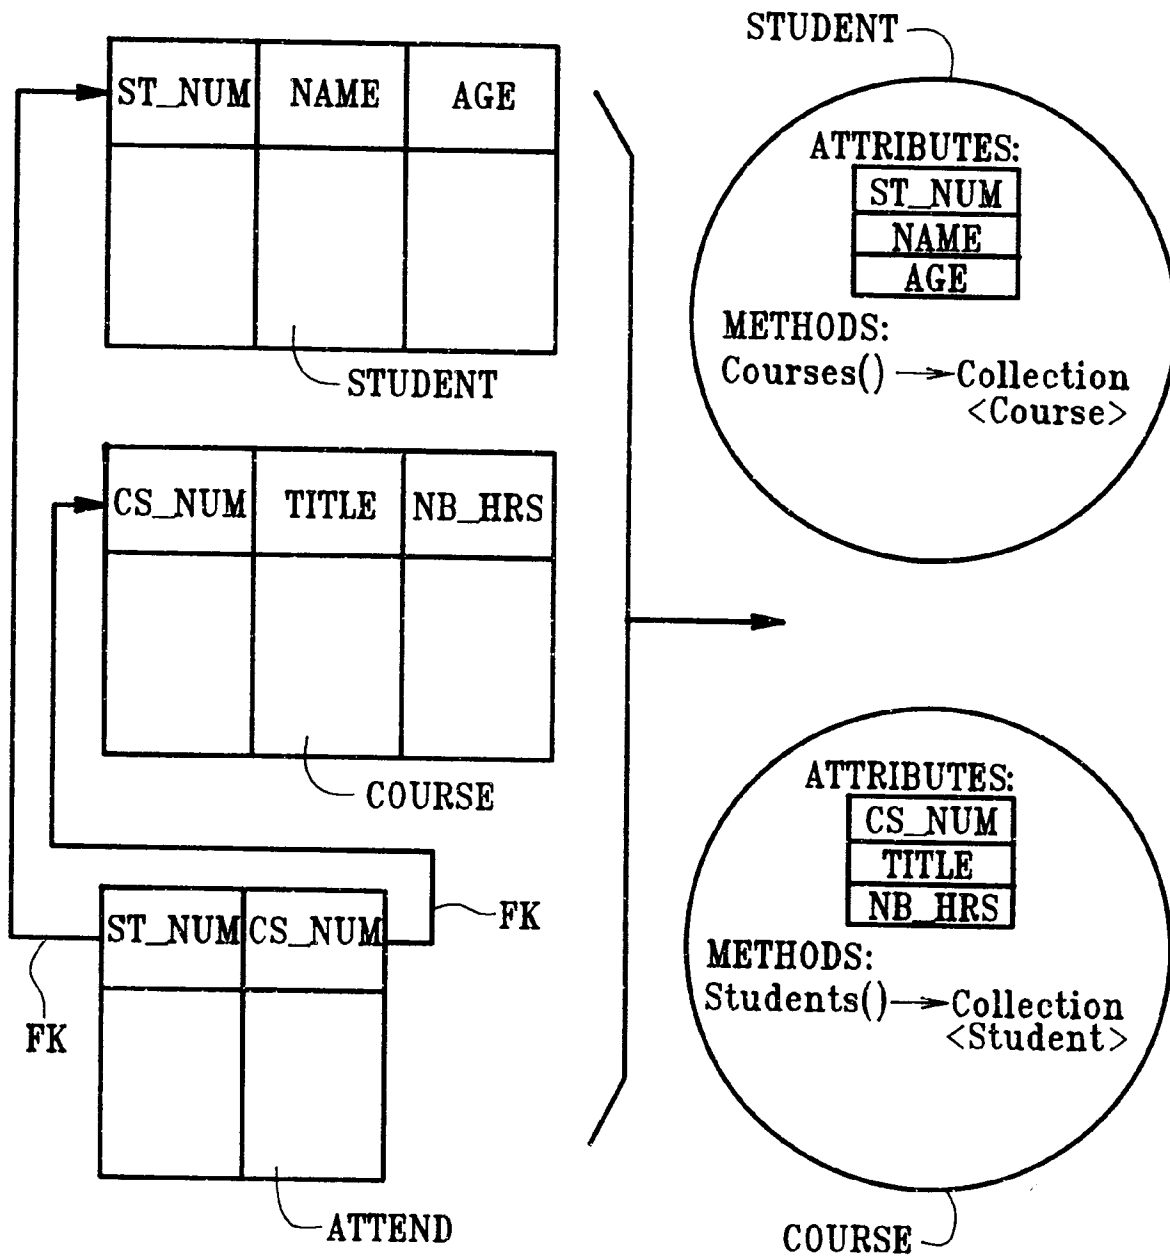 ST_NUM NAME AGE
STUDENT
CS_NUM TITLE NB_HRS
COURSE
ST_NUM CS_NUM
FK
FK
ATTEND
STUDENT
ATTRIBUTES:
ST_NUM
NAME
AGE
METHODS:
Courses() → Collection
<Course>
ATTRIBUTES:
CS_NUM
TITLE
NB_HRS
METHODS:
Students() → Collection
<Student>
COURSE